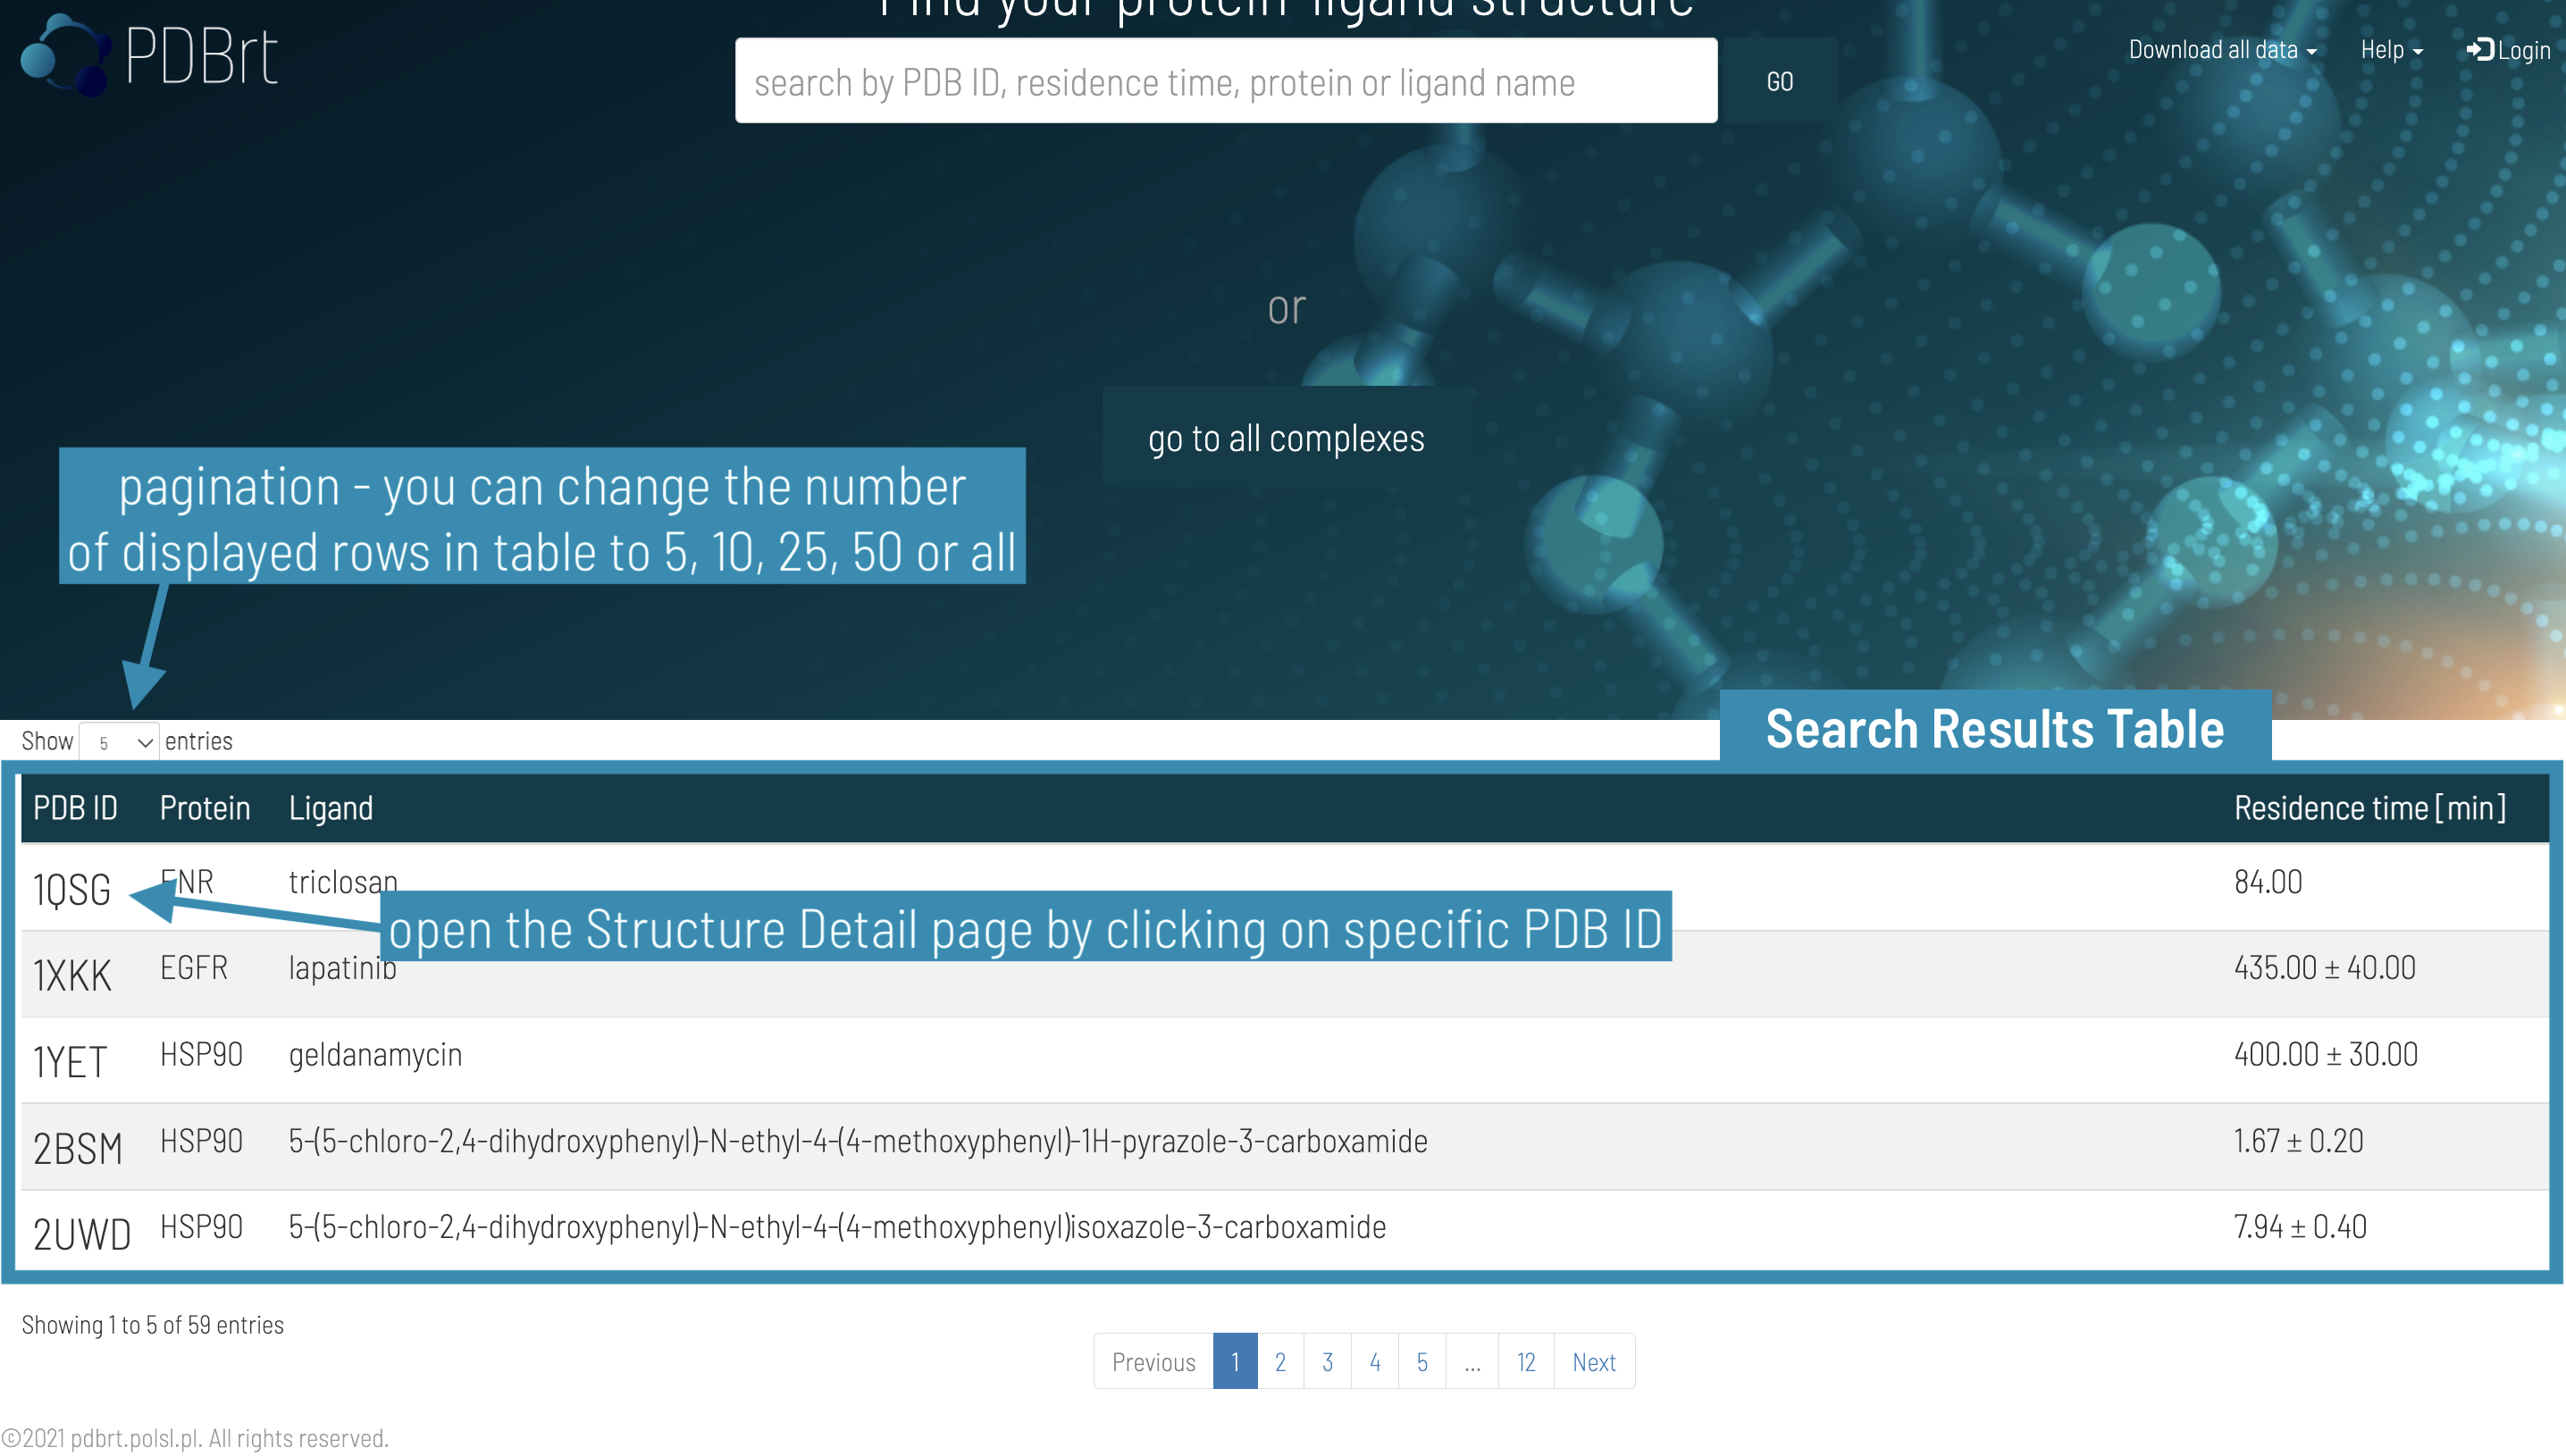 Find your protein-ligand structure
PDBrt
search by PDB ID, residence time, protein or ligand name
GO
Download all data
Help
Login
or
go to all complexes
pagination - you can change the number
of displayed rows in table to 5, 10, 25, 50 or all
Show 5 entries
Search Results Table
PDB ID Protein Ligand Residence time [min]
1QSG ENR triclosan 84.00
open the Structure Detail page by clicking on specific PDB ID
1XKK EGFR lapatinib 435.00 ± 40.00
1YET HSP90 geldanamycin 400.00 ± 30.00
2BSM HSP90 5-(5-chloro-2,4-dihydroxyphenyl)-N-ethyl-4-(4-methoxyphenyl)-1H-pyrazole-3-carboxamide 1.67 ± 0.20
2UWD HSP90 5-(5-chloro-2,4-dihydroxyphenyl)-N-ethyl-4-(4-methoxyphenyl)isoxazole-3-carboxamide 7.94 ± 0.40
Showing 1 to 5 of 59 entries
Previous 1 2 3 4 5 ... 12 Next
©2021 pdbrt.polsl.pl. All rights reserved.